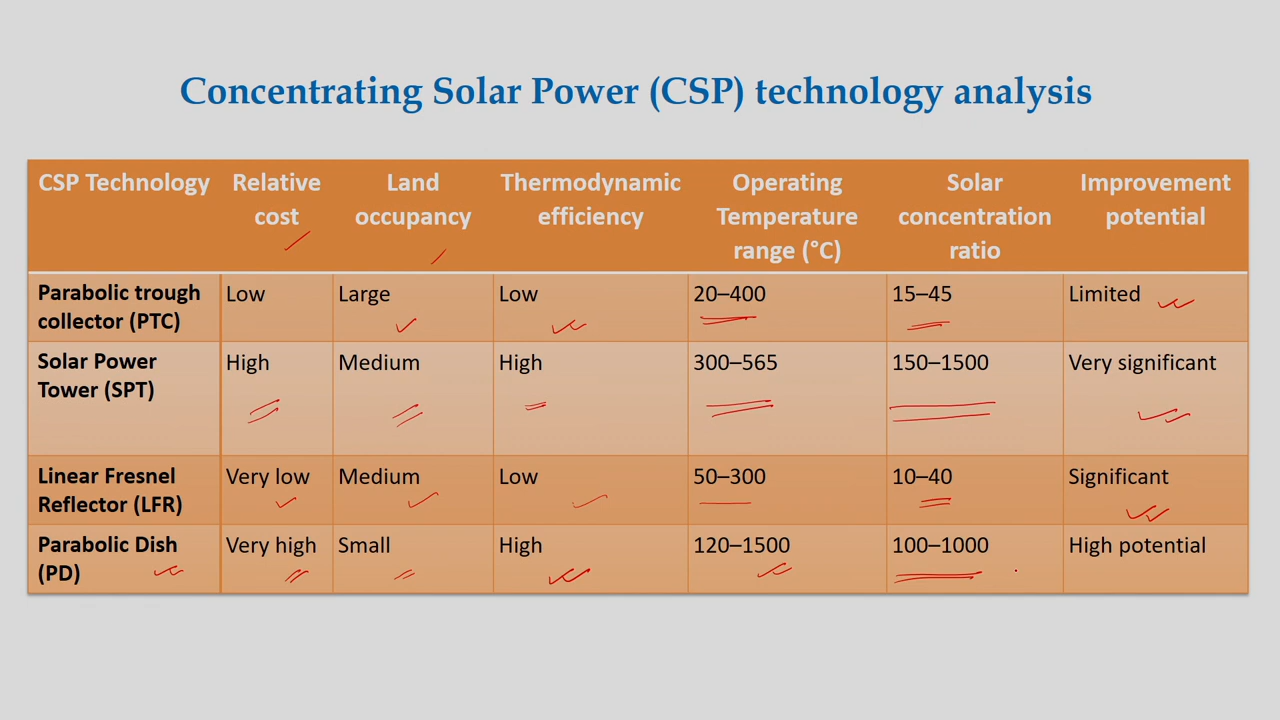 Concentrating Solar Power (CSP) technology analysis
CSP Technology Relative cost Land occupancy Thermodynamic efficiency Operating Temperature range (°C) Solar concentration ratio Improvement potential
Parabolic trough collector (PTC) Low Large Low 20–400 15–45 Limited
Solar Power Tower (SPT) High Medium High 300–565 150–1500 Very significant
Linear Fresnel Reflector (LFR) Very low Medium Low 50–300 10–40 Significant
Parabolic Dish (PD) Very high Small High 120–1500 100–1000 High potential